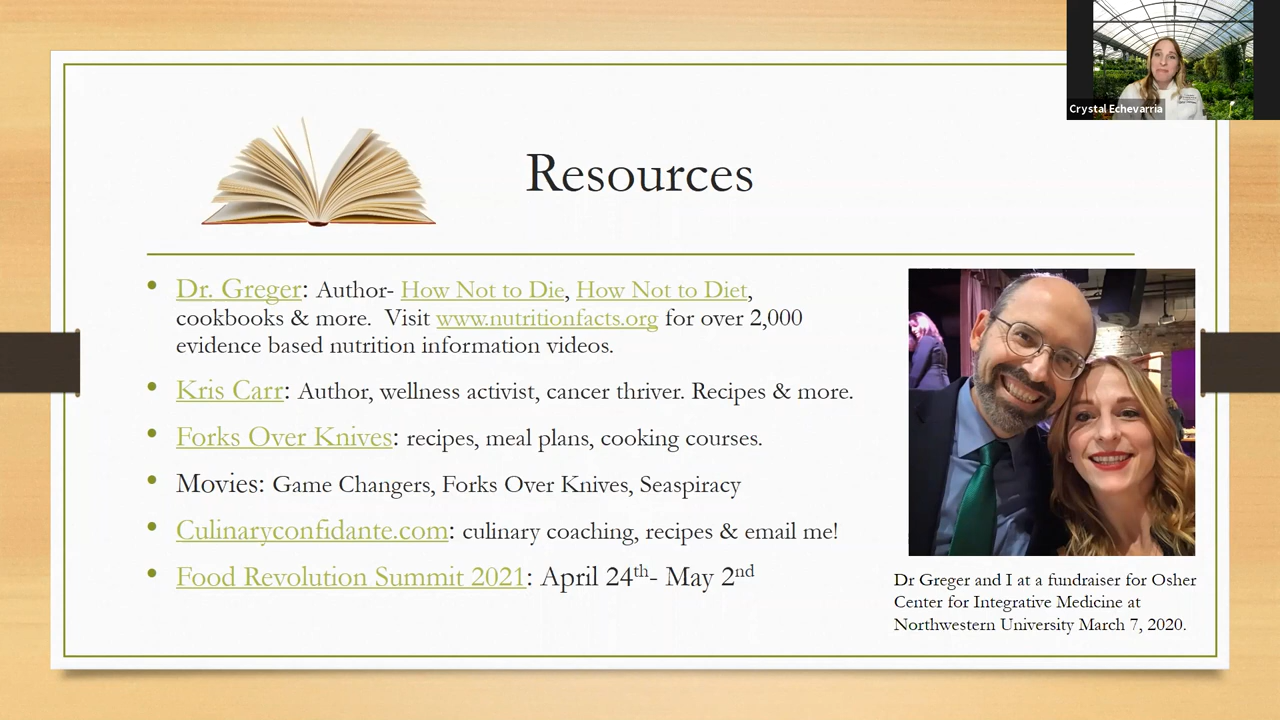 Crystal Echevarria
Resources
• Dr. Greger: Author- How Not to Die, How Not to Diet,
cookbooks & more. Visit www.nutritionfacts.org for over 2,000
evidence based nutrition information videos.
• Kris Carr: Author, wellness activist, cancer thriver. Recipes & more.
• Forks Over Knives: recipes, meal plans, cooking courses.
• Movies: Game Changers, Forks Over Knives, Seaspiracy
• Culinaryconfidante.com: culinary coaching, recipes & email me!
• Food Revolution Summit 2021: April 24th- May 2nd
Dr Greger and I at a fundraiser for Osher
Center for Integrative Medicine at
Northwestern University March 7, 2020.